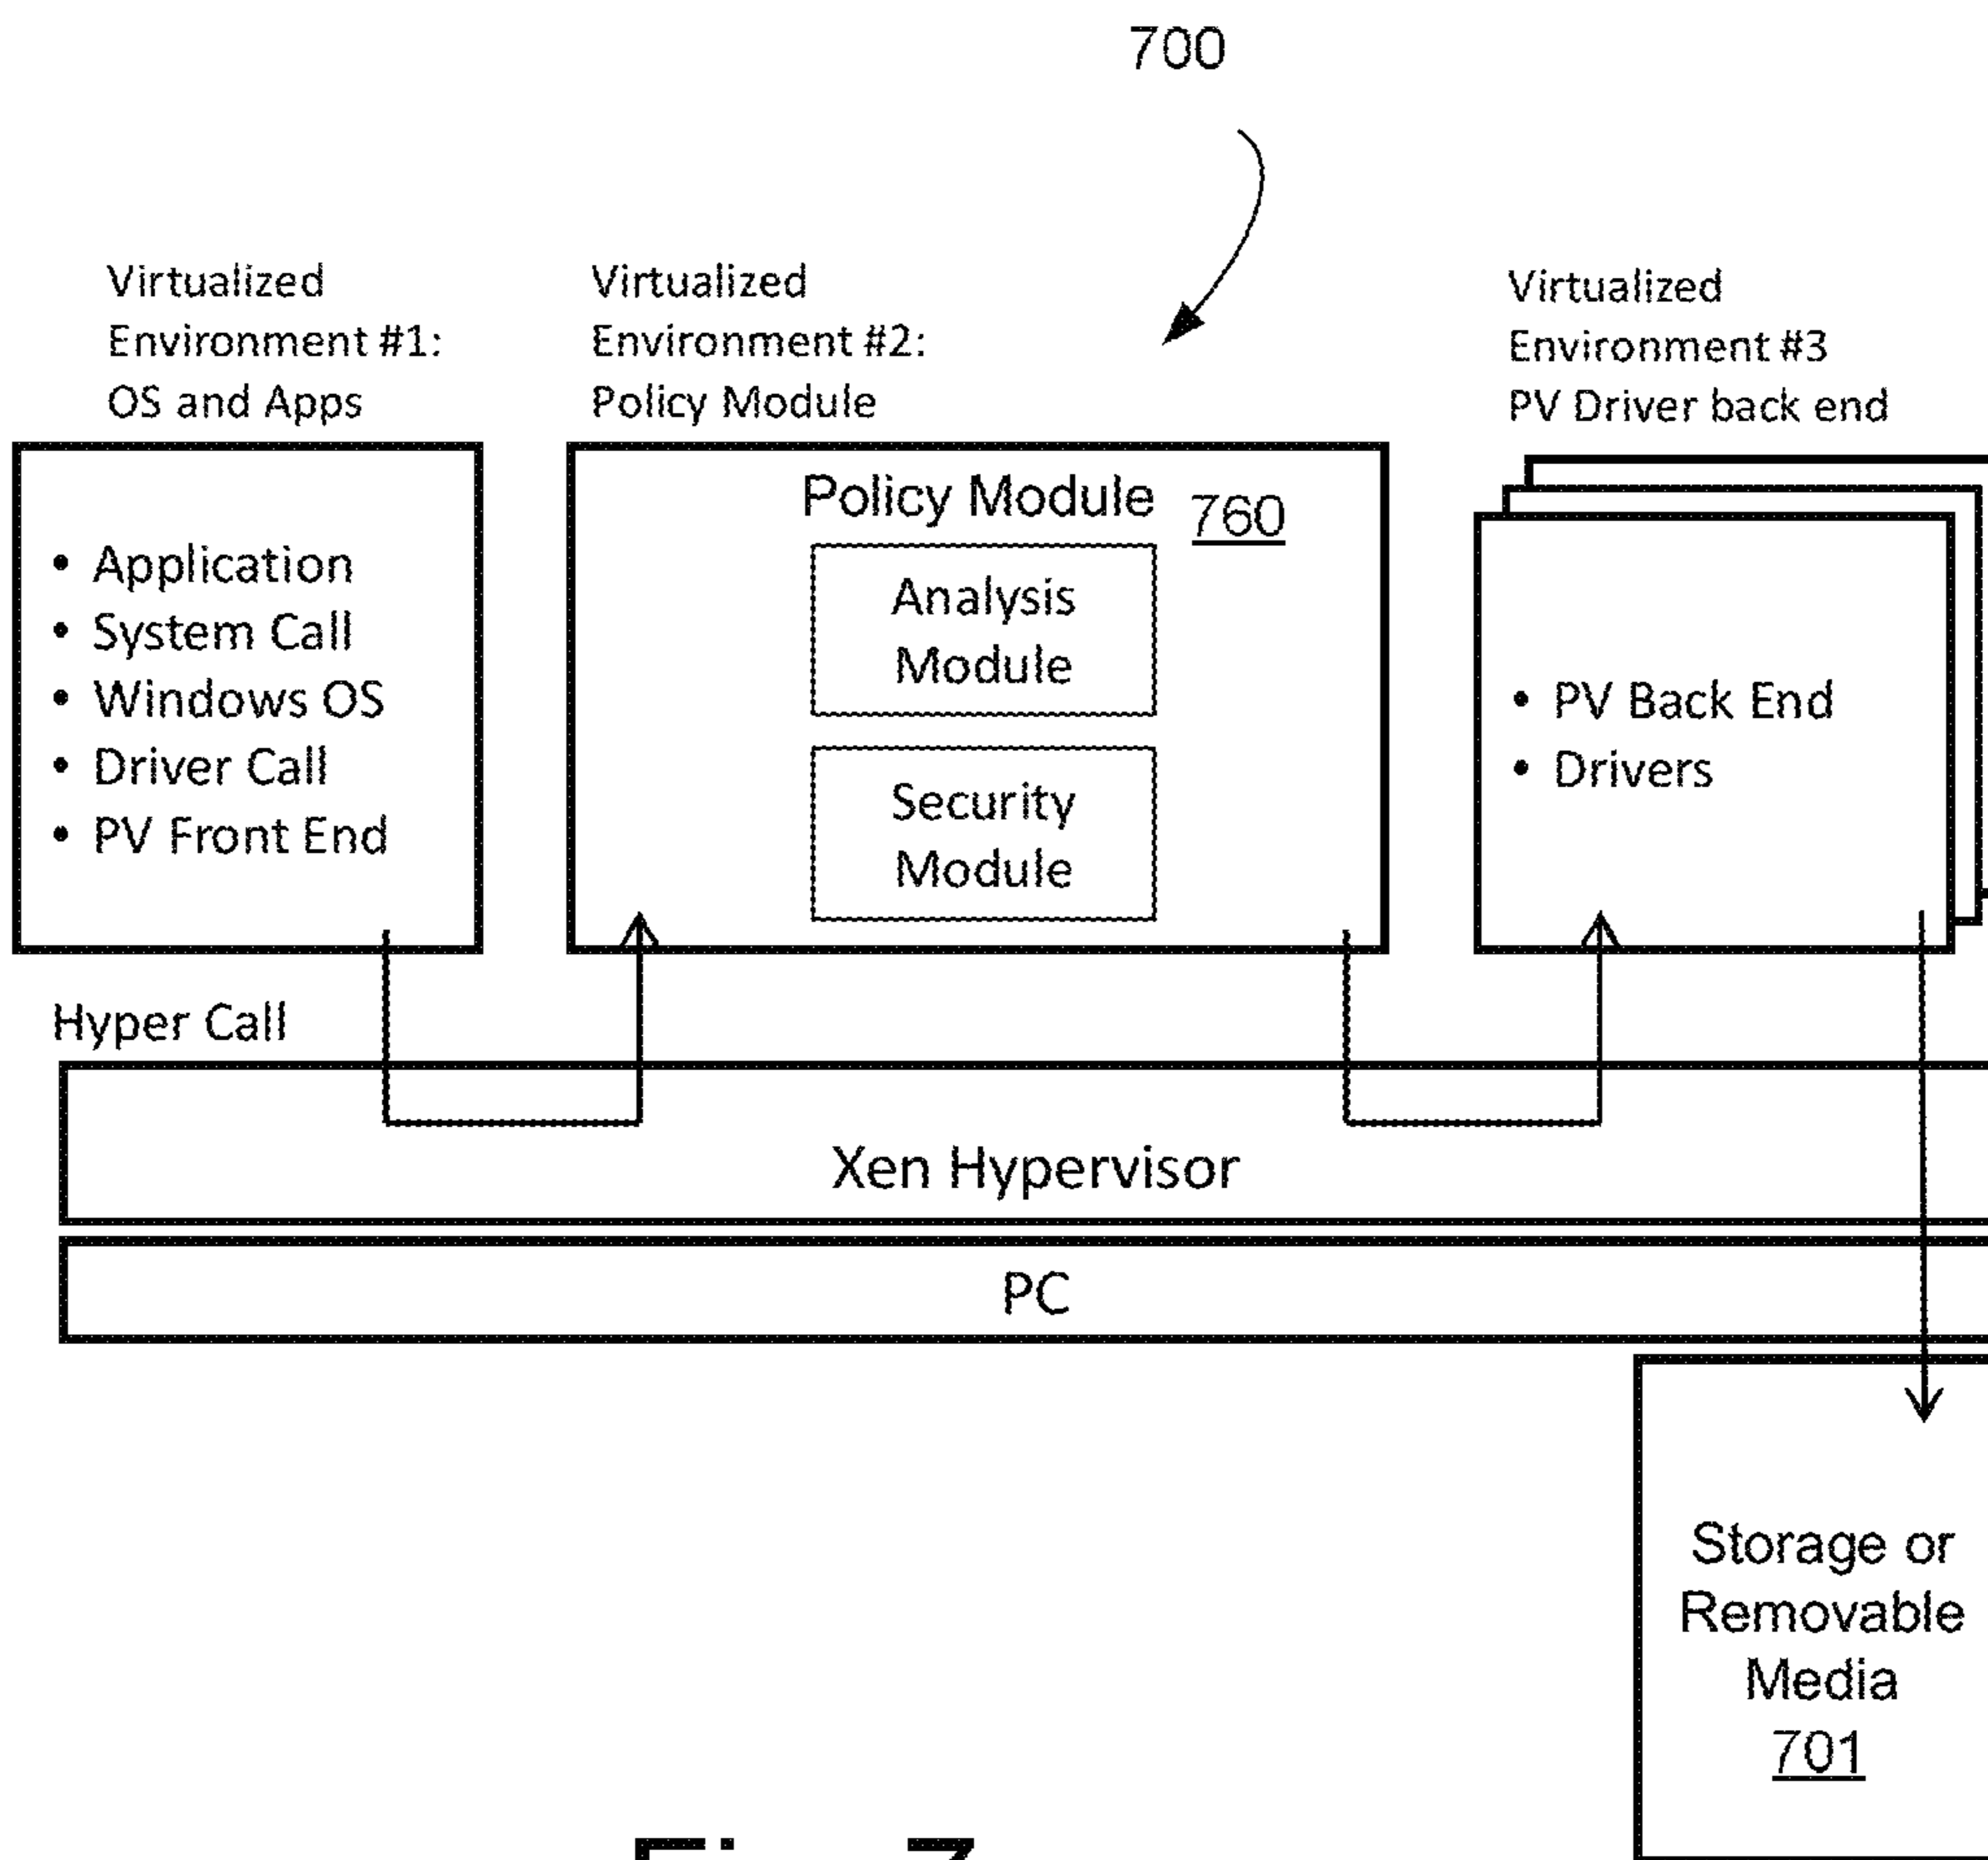 700
Virtualized
Environment #1:
OS and Apps
Virtualized
Environment #2:
Policy Module
Virtualized
Environment #3
PV Driver back end
• Application
• System Call
• Windows OS
• Driver Call
• PV Front End
Policy Module 760
Analysis
Module
Security
Module
• PV Back End
• Drivers
Hyper Call
Xen Hypervisor
PC
Storage or
Removable
Media
701